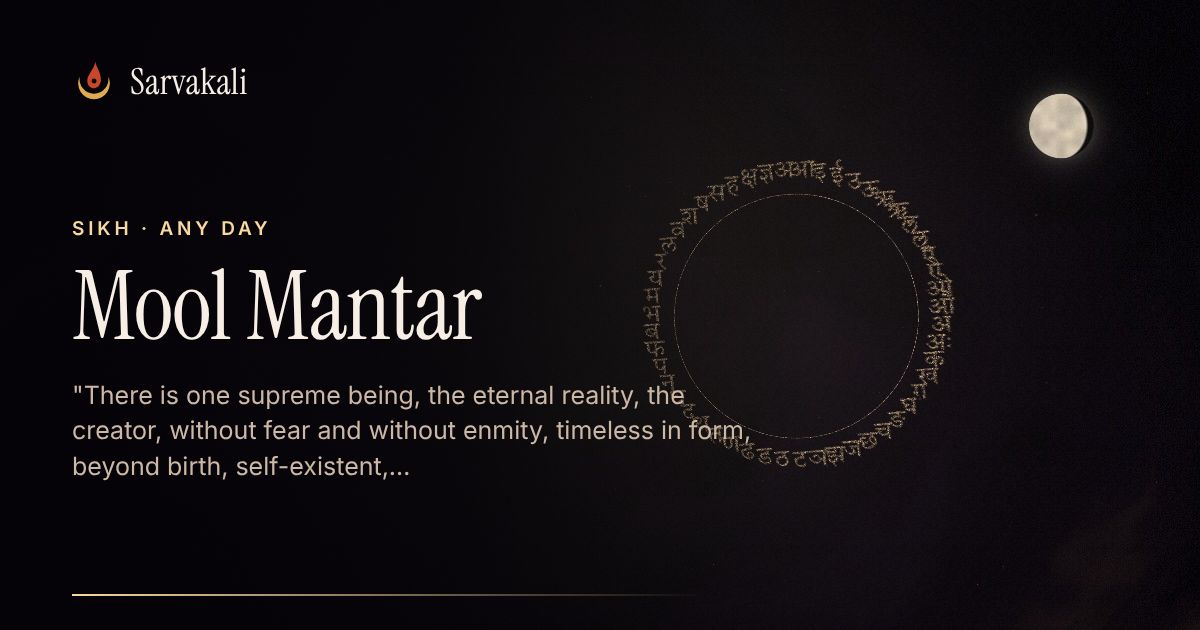 Sarvakali
SIKH · ANY DAY
Mool Mantar
"There is one supreme being, the eternal reality, the
creator, without fear and without enmity, timeless in form,
beyond birth, self-existent,...